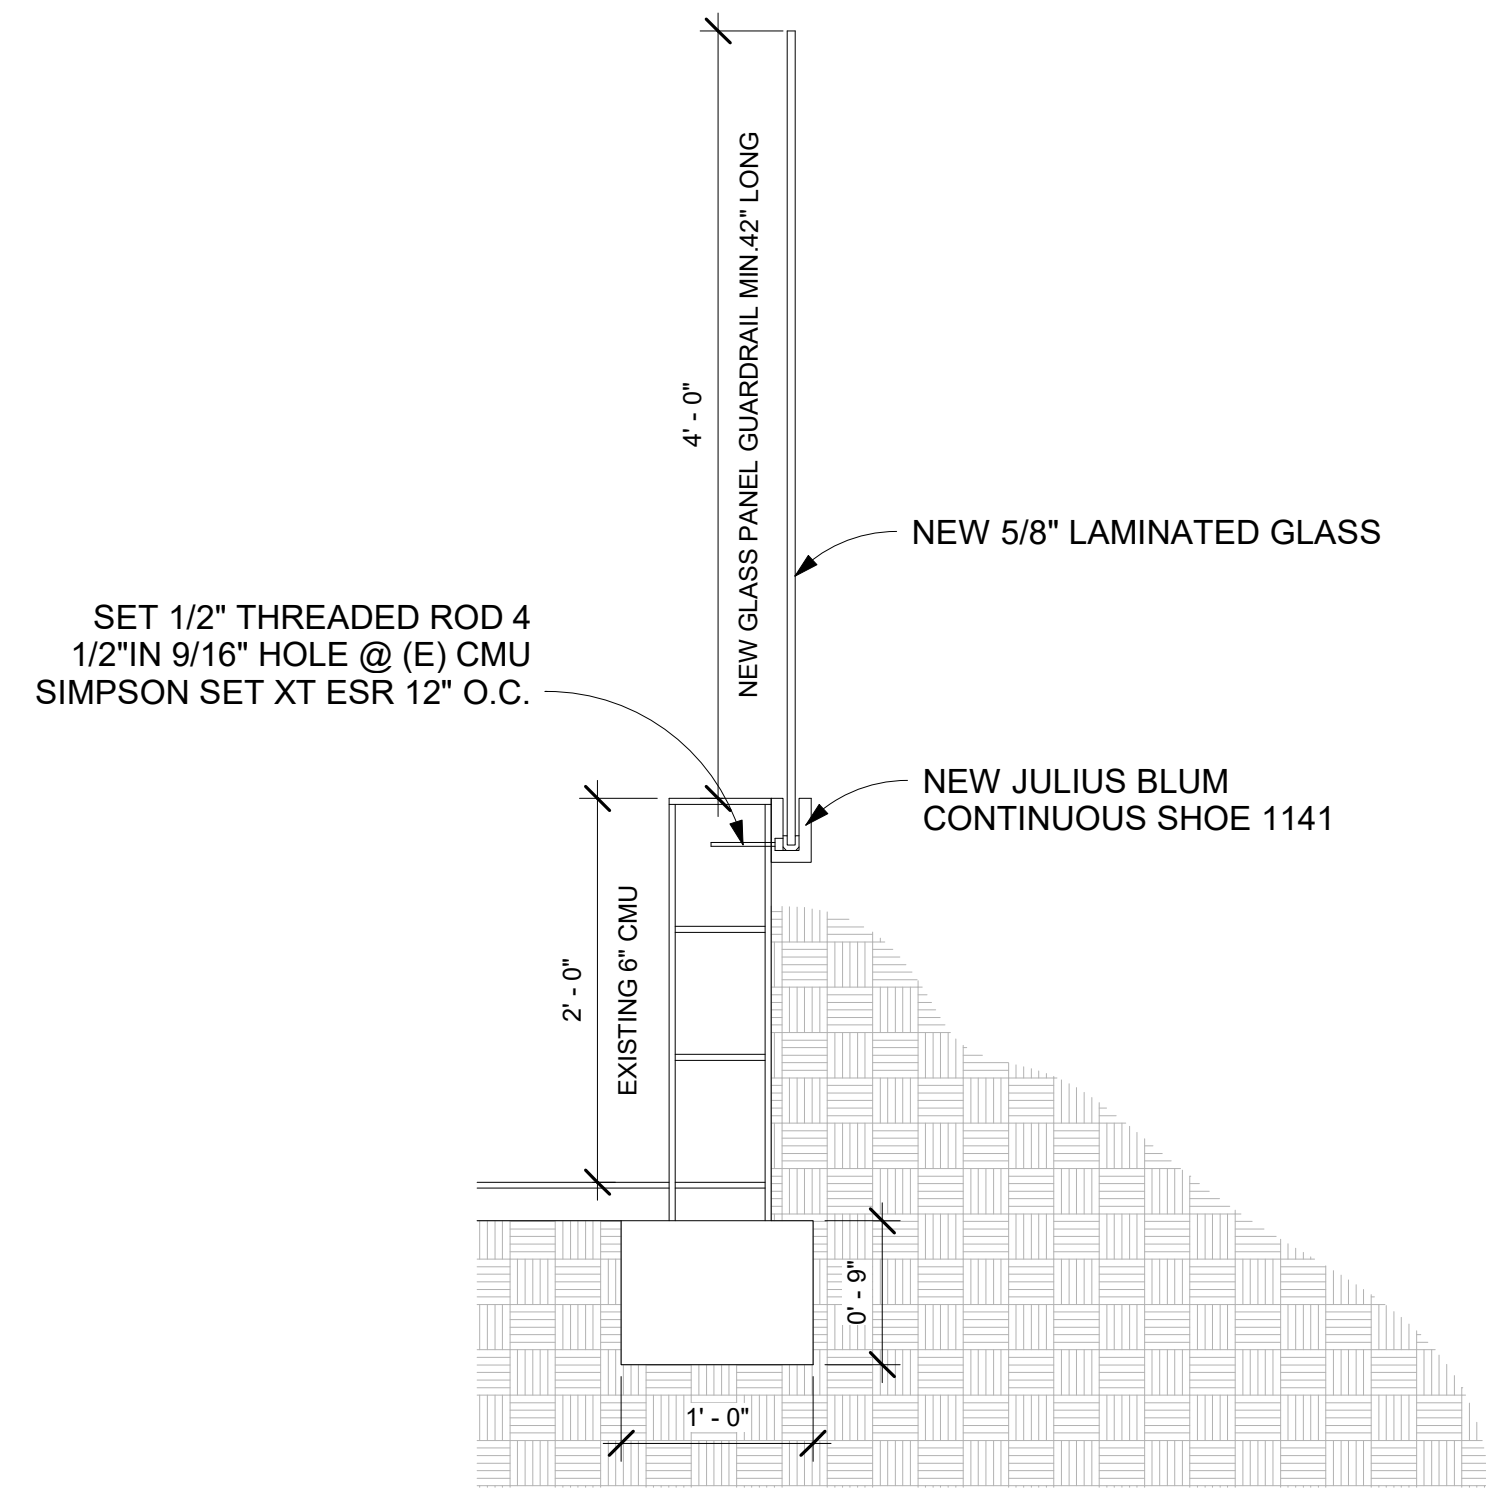 4' - 0"
NEW GLASS PANEL GUARDRAIL MIN.42" LONG
NEW 5/8" LAMINATED GLASS
SET 1/2" THREADED ROD 4
1/2"IN 9/16" HOLE @ (E) CMU
SIMPSON SET XT ESR 12" O.C.
NEW JULIUS BLUM
CONTINUOUS SHOE 1141
2' - 0"
EXISTING 6" CMU
0' - 9"
1' - 0"